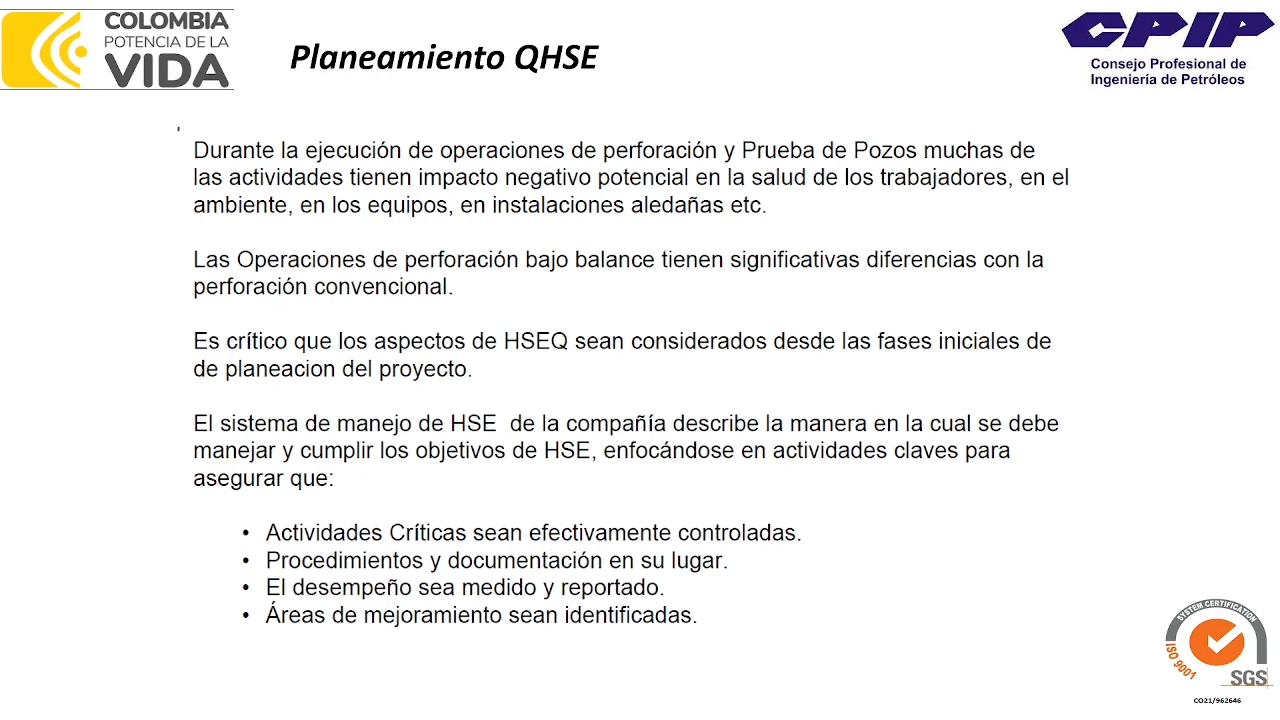 COLOMBIA
POTENCIA DE LA
VIDA
Planeamiento QHSE
CPIP
Consejo Profesional de
Ingeniería de Petróleos
Durante la ejecución de operaciones de perforación y Prueba de Pozos muchas de
las actividades tienen impacto negativo potencial en la salud de los trabajadores, en el
ambiente, en los equipos, en instalaciones aledañas etc.
Las Operaciones de perforación bajo balance tienen significativas diferencias con la
perforación convencional.
Es crítico que los aspectos de HSEQ sean considerados desde las fases iniciales de
de planeacion del proyecto.
El sistema de manejo de HSE de la compañía describe la manera en la cual se debe
manejar y cumplir los objetivos de HSE, enfocándose en actividades claves para
asegurar que:
• Actividades Críticas sean efectivamente controladas.
• Procedimientos y documentación en su lugar.
• El desempeño sea medido y reportado.
• Áreas de mejoramiento sean identificadas.
SYSTEM CERTIFICATION
ISO 9001
SGS
CO21/962646